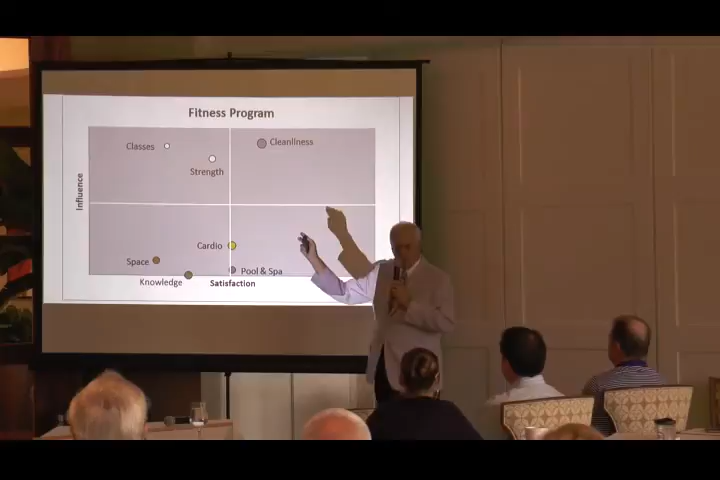 Fitness Program
Classes
Cleanliness
Strength
Influence
Cardio
Space
Pool & Spa
Knowledge
Satisfaction